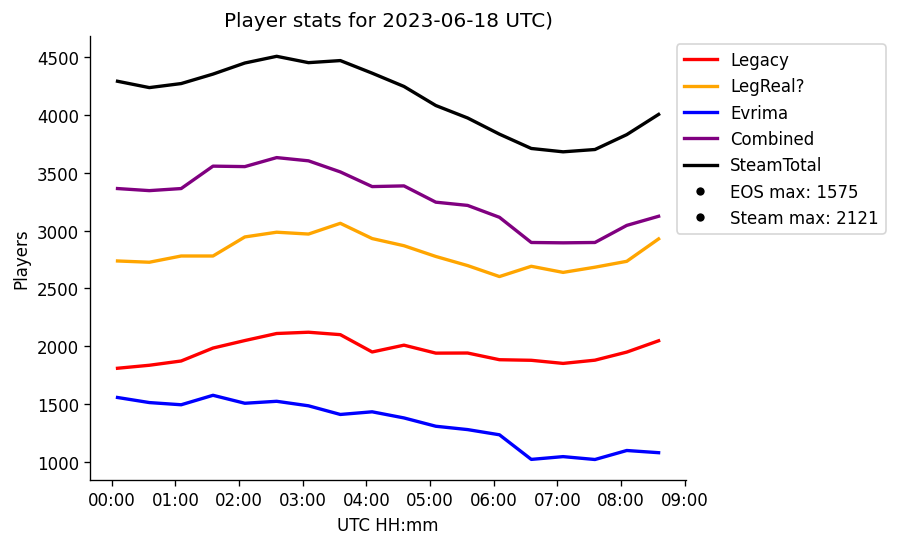 Player stats for 2023-06-18 UTC)
Players
4500
4000
3500
3000
2500
2000
1500
1000
00:00 01:00 02:00 03:00 04:00 05:00 06:00 07:00 08:00 09:00
UTC HH:mm
Legacy
LegReal?
Evrima
Combined
SteamTotal
EOS max: 1575
Steam max: 2121